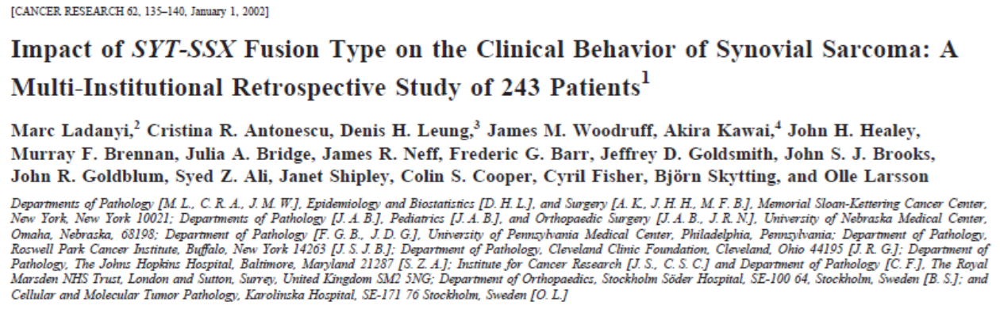 [CANCER RESEARCH 62, 135–140, January 1, 2002]
Impact of SYT-SSX Fusion Type on the Clinical Behavior of Synovial Sarcoma: A
Multi-Institutional Retrospective Study of 243 Patients1
Marc Ladanyi,2 Cristina R. Antonescu, Denis H. Leung,3 James M. Woodruff, Akira Kawai,4 John H. Healey,
Murray F. Brennan, Julia A. Bridge, James R. Neff, Frederic G. Barr, Jeffrey D. Goldsmith, John S. J. Brooks,
John R. Goldblum, Syed Z. Ali, Janet Shipley, Colin S. Cooper, Cyril Fisher, Björn Skytting, and Olle Larsson
Departments of Pathology [M. L., C. R. A., J. M. W.], Epidemiology and Biostatistics [D. H. L.], and Surgery [A. K., J. H. H., M. F. B.], Memorial Sloan-Kettering Cancer Center,
New York, New York 10021; Departments of Pathology [J. A. B.], Pediatrics [J. A. B.], and Orthopaedic Surgery [J. A. B., J. R. N.], University of Nebraska Medical Center,
Omaha, Nebraska, 68198; Department of Pathology [F. G. B., J. D. G.], University of Pennsylvania Medical Center, Philadelphia, Pennsylvania; Department of Pathology,
Roswell Park Cancer Institute, Buffalo, New York 14263 [J. S. J. B.]; Department of Pathology, Cleveland Clinic Foundation, Cleveland, Ohio 44195 [J. R. G.]; Department of
Pathology, The Johns Hopkins Hospital, Baltimore, Maryland 21287 [S. Z. A.]; Institute for Cancer Research [J. S., C. S. C.] and Department of Pathology [C. F.], The Royal
Marsden NHS Trust, London and Sutton, Surrey, United Kingdom SM2 5NG; Department of Orthopaedics, Stockholm Söder Hospital, SE-100 64, Stockholm, Sweden [B. S.]; and
Cellular and Molecular Tumor Pathology, Karolinska Hospital, SE-171 76 Stockholm, Sweden [O. L.]